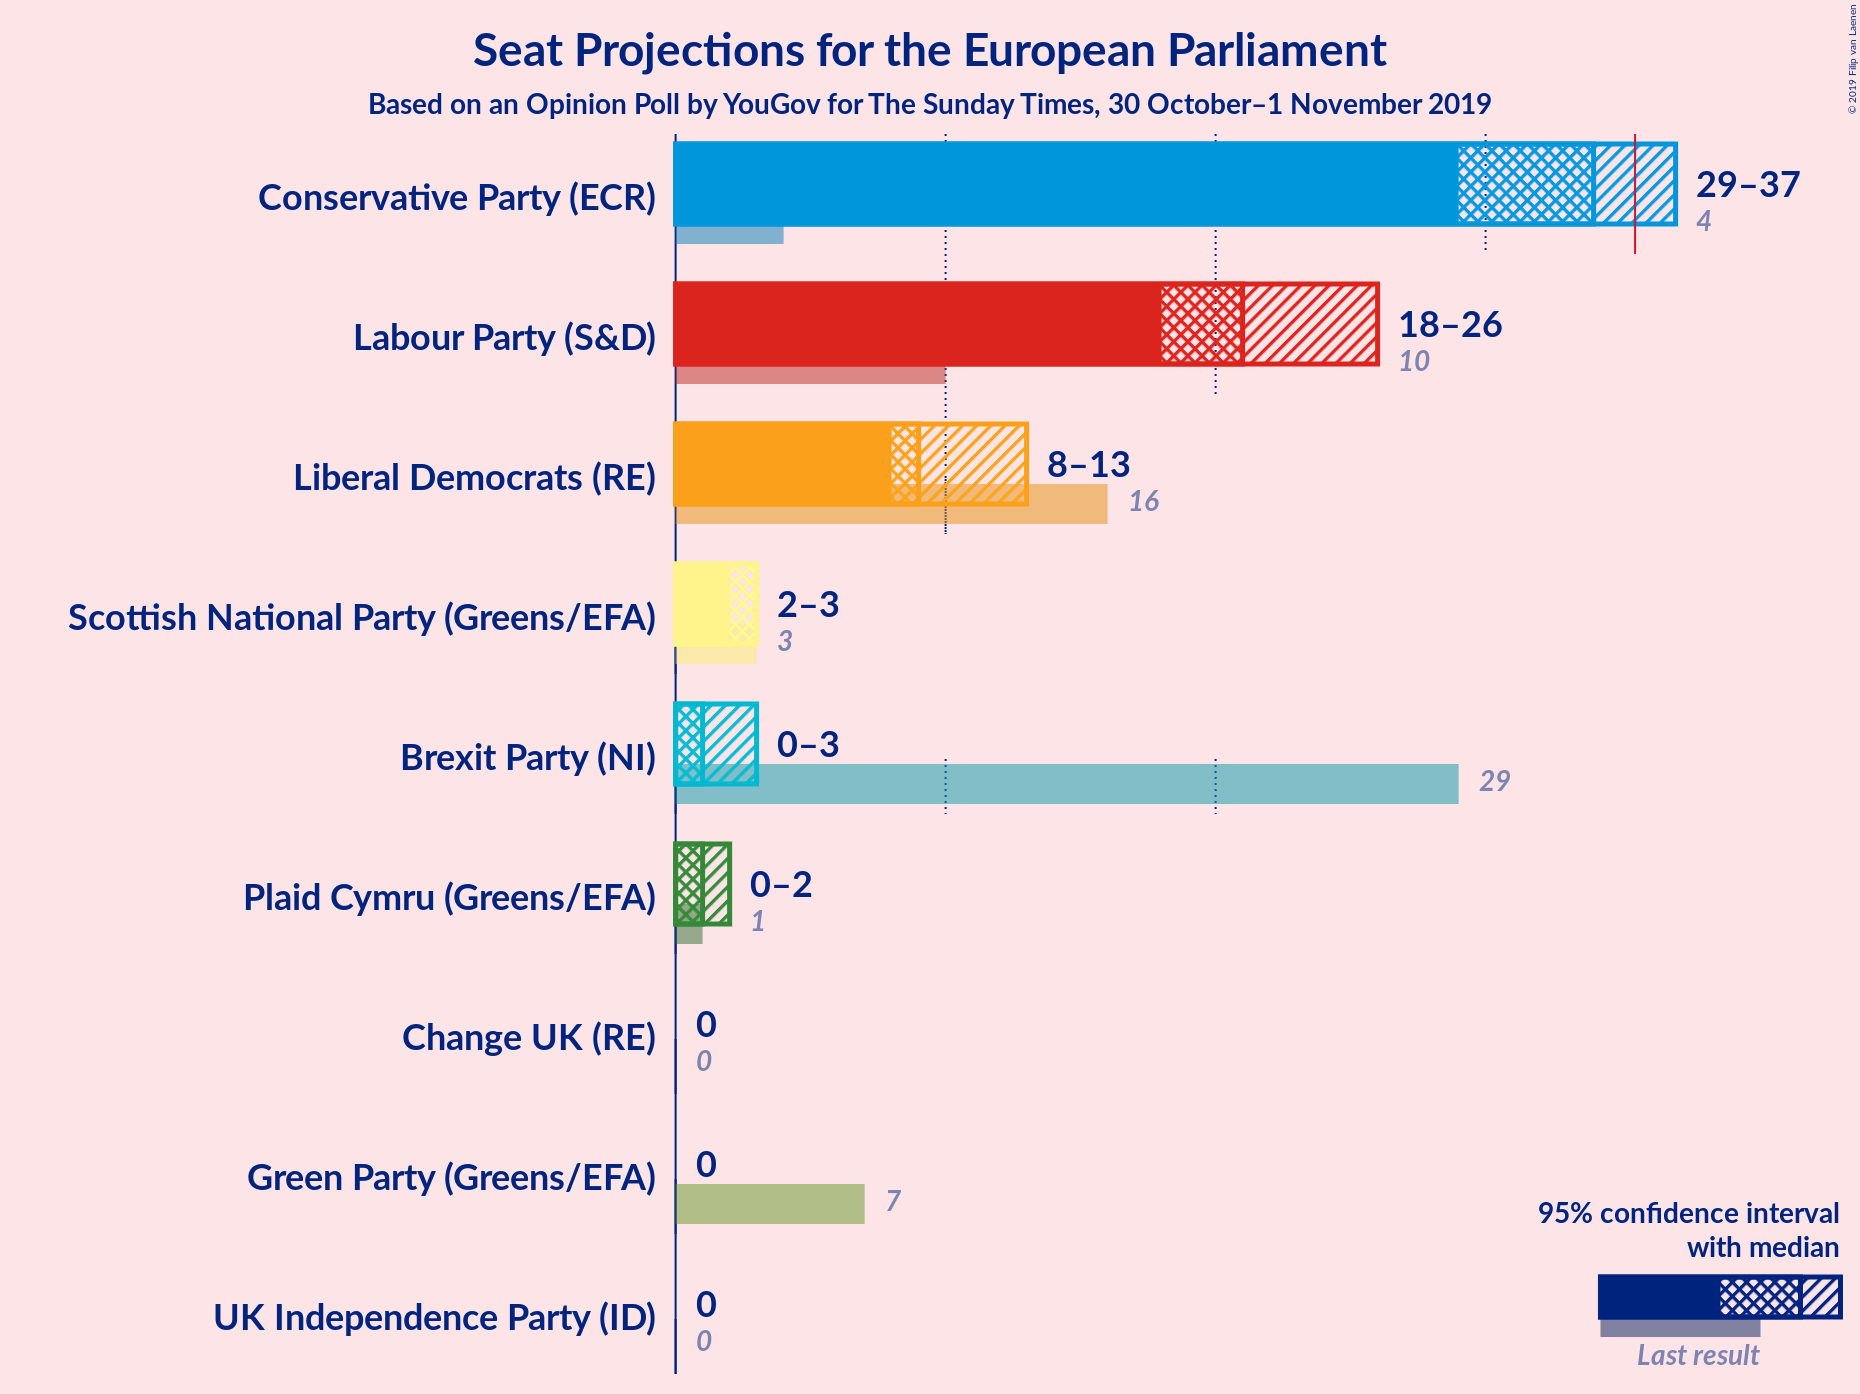 Seat Projections for the European Parliament
Based on an Opinion Poll by YouGov for The Sunday Times, 30 October–1 November 2019
© 2019 Filip van Laenen
Conservative Party (ECR)
29–37
4
Labour Party (S&D)
18–26
10
Liberal Democrats (RE)
8–13
16
Scottish National Party (Greens/EFA)
2–3
3
Brexit Party (NI)
0–3
29
Plaid Cymru (Greens/EFA)
0–2
1
Change UK (RE)
0
0
Green Party (Greens/EFA)
0
7
UK Independence Party (ID)
0
0
95% confidence interval
with median
Last result